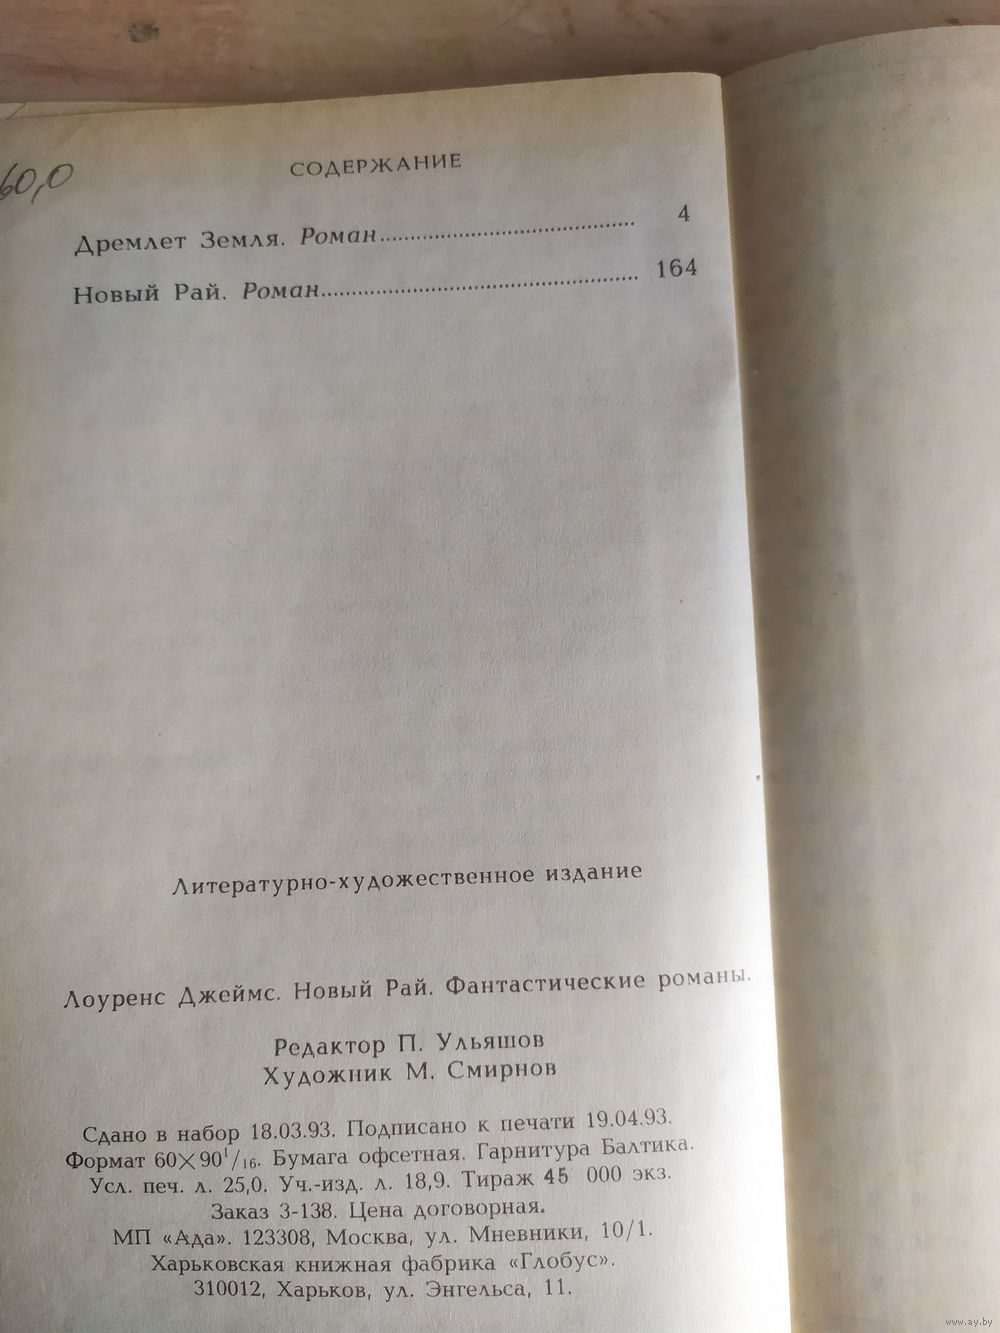 СОДЕРЖАНИЕ
60,0
Дремлет Земля. Роман.......................................... 4
Новый Рай. Роман.................................................... 164
Литературно-художественное издание
Лоуренс Джеймс. Новый Рай. Фантастические романы.
Редактор П. Ульяшов
Художник М. Смирнов
Сдано в набор 18.03.93. Подписано к печати 19.04.93.
Формат 60×90¹/₁₆. Бумага офсетная. Гарнитура Балтика.
Усл. печ. л. 25,0. Уч.-изд. л. 18,9. Тираж 45 000 экз.
Заказ 3-138. Цена договорная.
МП «Ада». 123308, Москва, ул. Мневники, 10/1.
Харьковская книжная фабрика «Глобус».
310012, Харьков, ул. Энгельса, 11.
www.ay.by